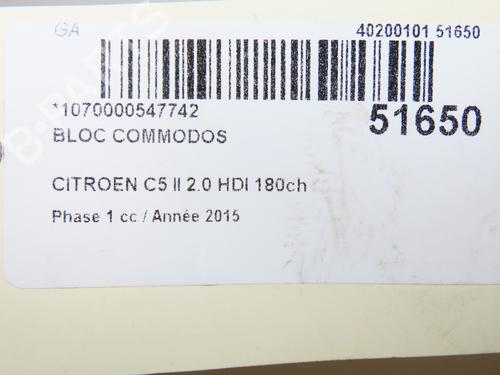 GA 40200101 51650
*1070000547742 51650
BLOC COMMODOS
CITROEN C5 II 2.0 HDI 180ch
Phase 1 cc / Année 2015
B-PARTS